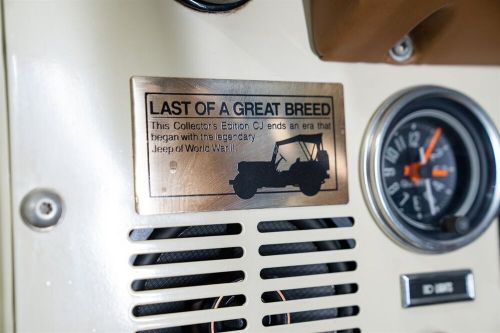 LAST OF A GREAT BREED
This Collector's Edition CJ ends an era that
began with the legendary
Jeep of World War II.
12